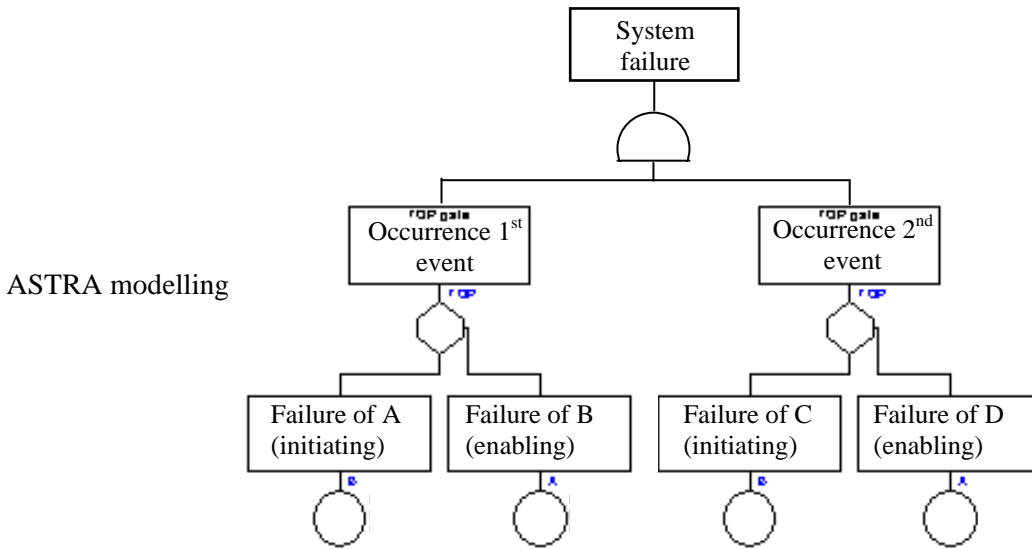 System
failure
TOP gate
Occurrence 1st
event
TOP
TOP gate
Occurrence 2nd
event
TOP
ASTRA modelling
Failure of A
(initiating)
B
Failure of B
(enabling)
A
Failure of C
(initiating)
B
Failure of D
(enabling)
A